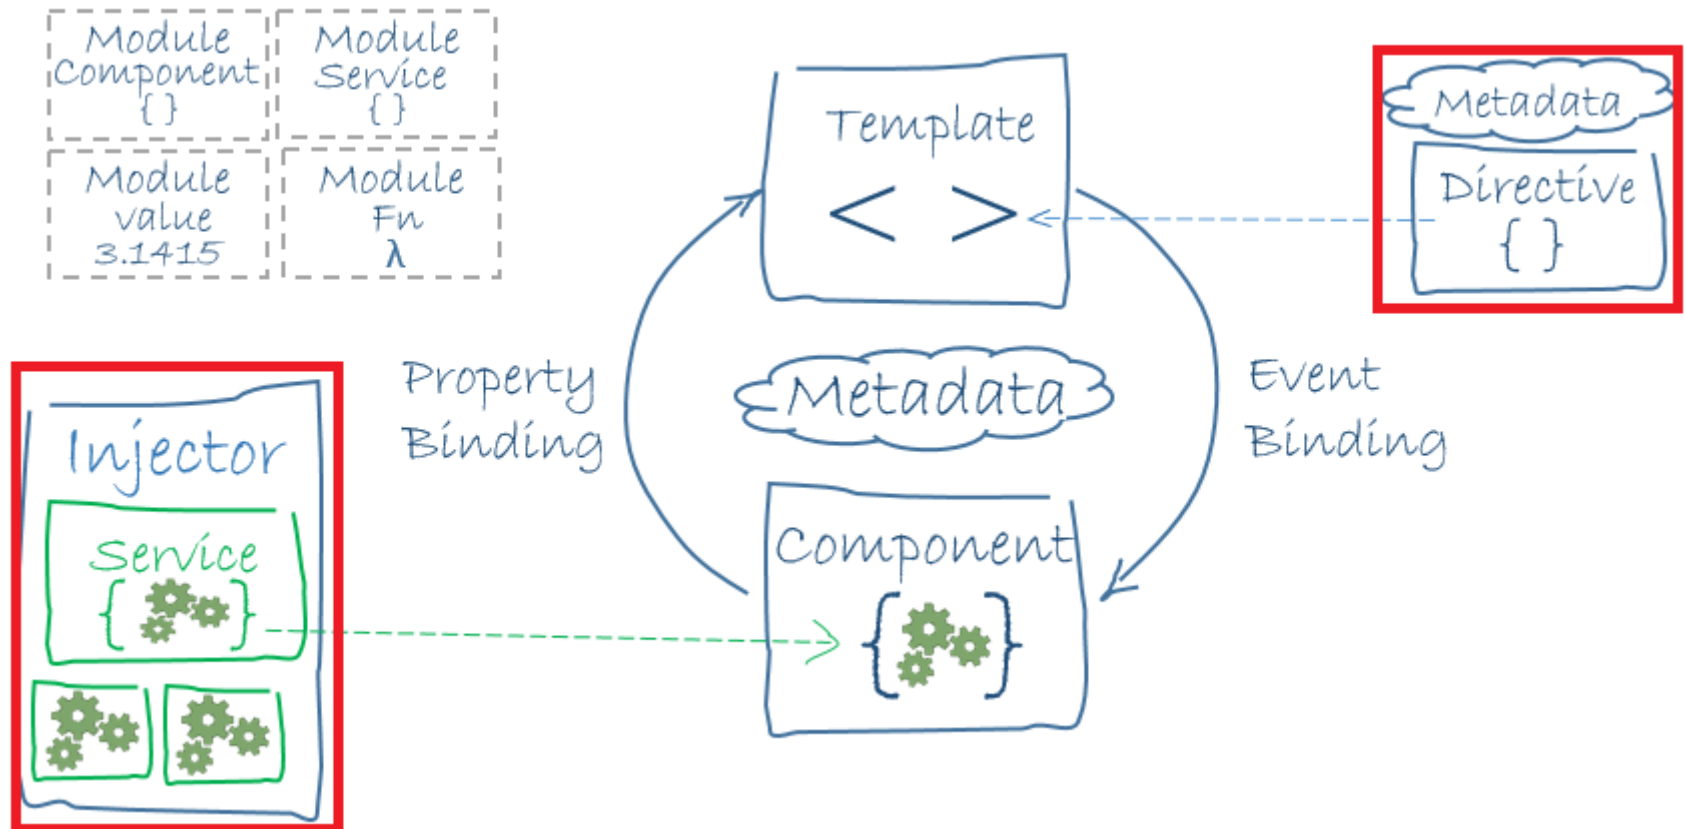 Module
Component
{ }
Module
Service
{ }
Module
value
3.1415
Module
Fn
λ
Template
< >
Metadata
Directive
{ }
Property
Binding
Metadata
Event
Binding
Injector
Service
{ }
Component
{ }